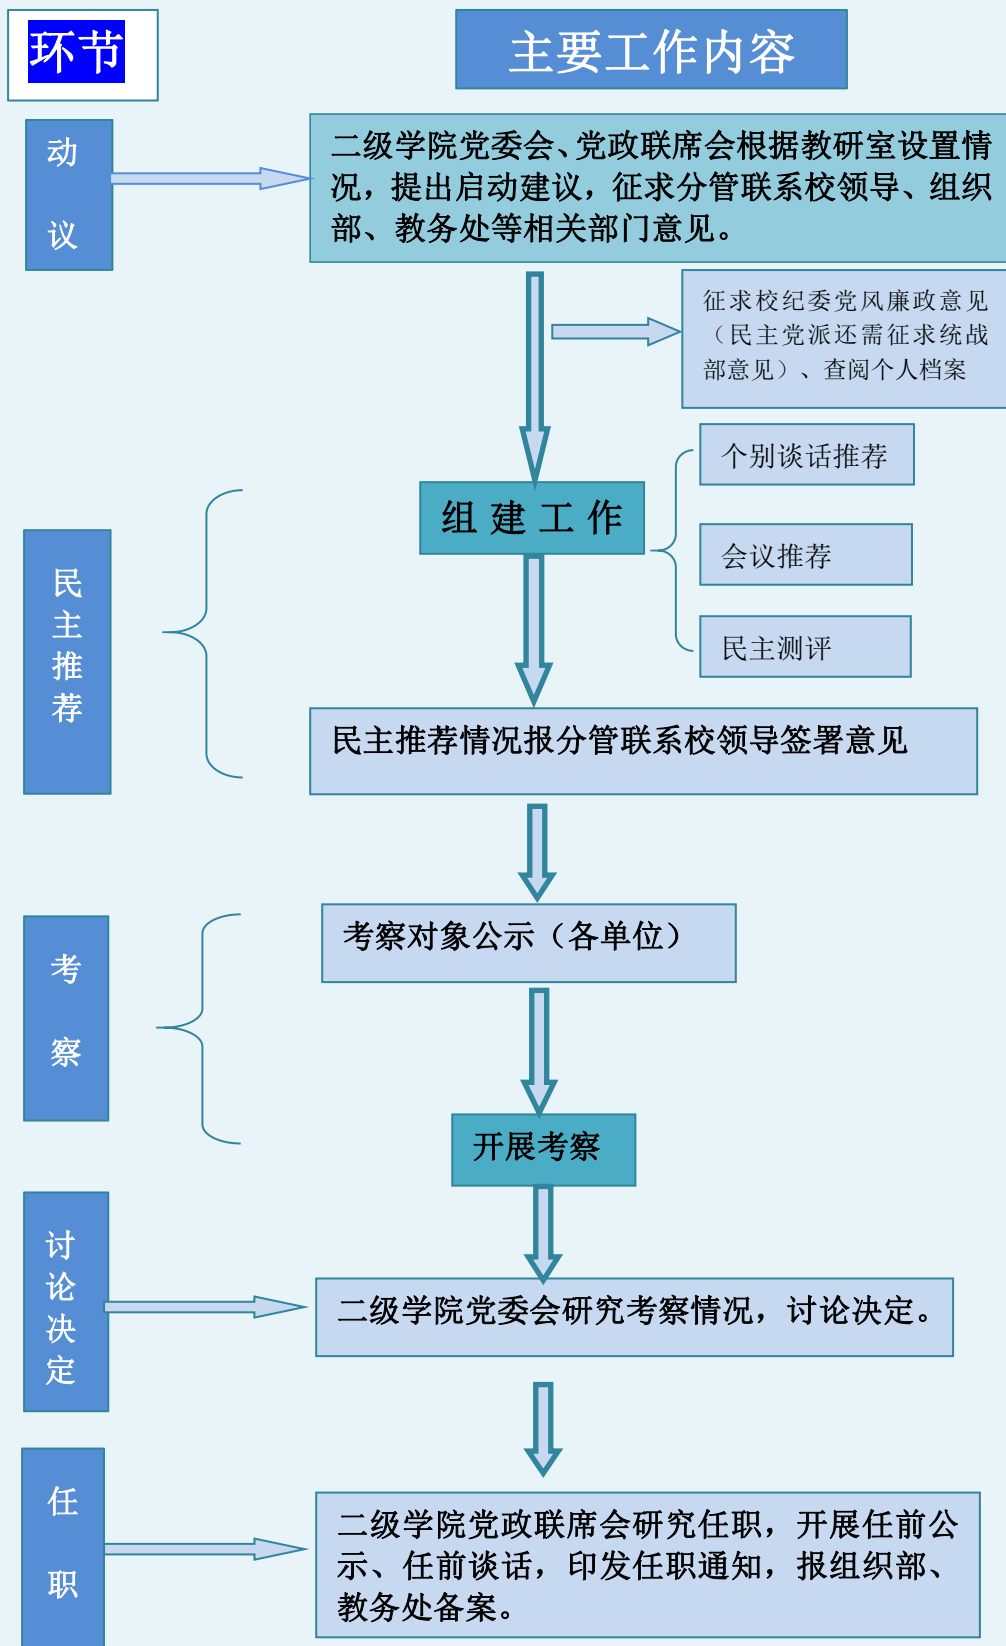 环节
主要工作内容
动
议
二级学院党委会、党政联席会根据教研室设置情
况，提出启动建议，征求分管联系校领导、组织
部、教务处等相关部门意见。
征求校纪委党风廉政意见
（民主党派还需征求统战
部意见）、查阅个人档案
个别谈话推荐
组 建 工 作
会议推荐
民主测评
民
主
推
荐
民主推荐情况报分管联系校领导签署意见
考察对象公示（各单位）
考
察
开展考察
讨
论
决
定
二级学院党委会研究考察情况，讨论决定。
任
职
二级学院党政联席会研究任职，开展任前公
示、任前谈话，印发任职通知，报组织部、
教务处备案。